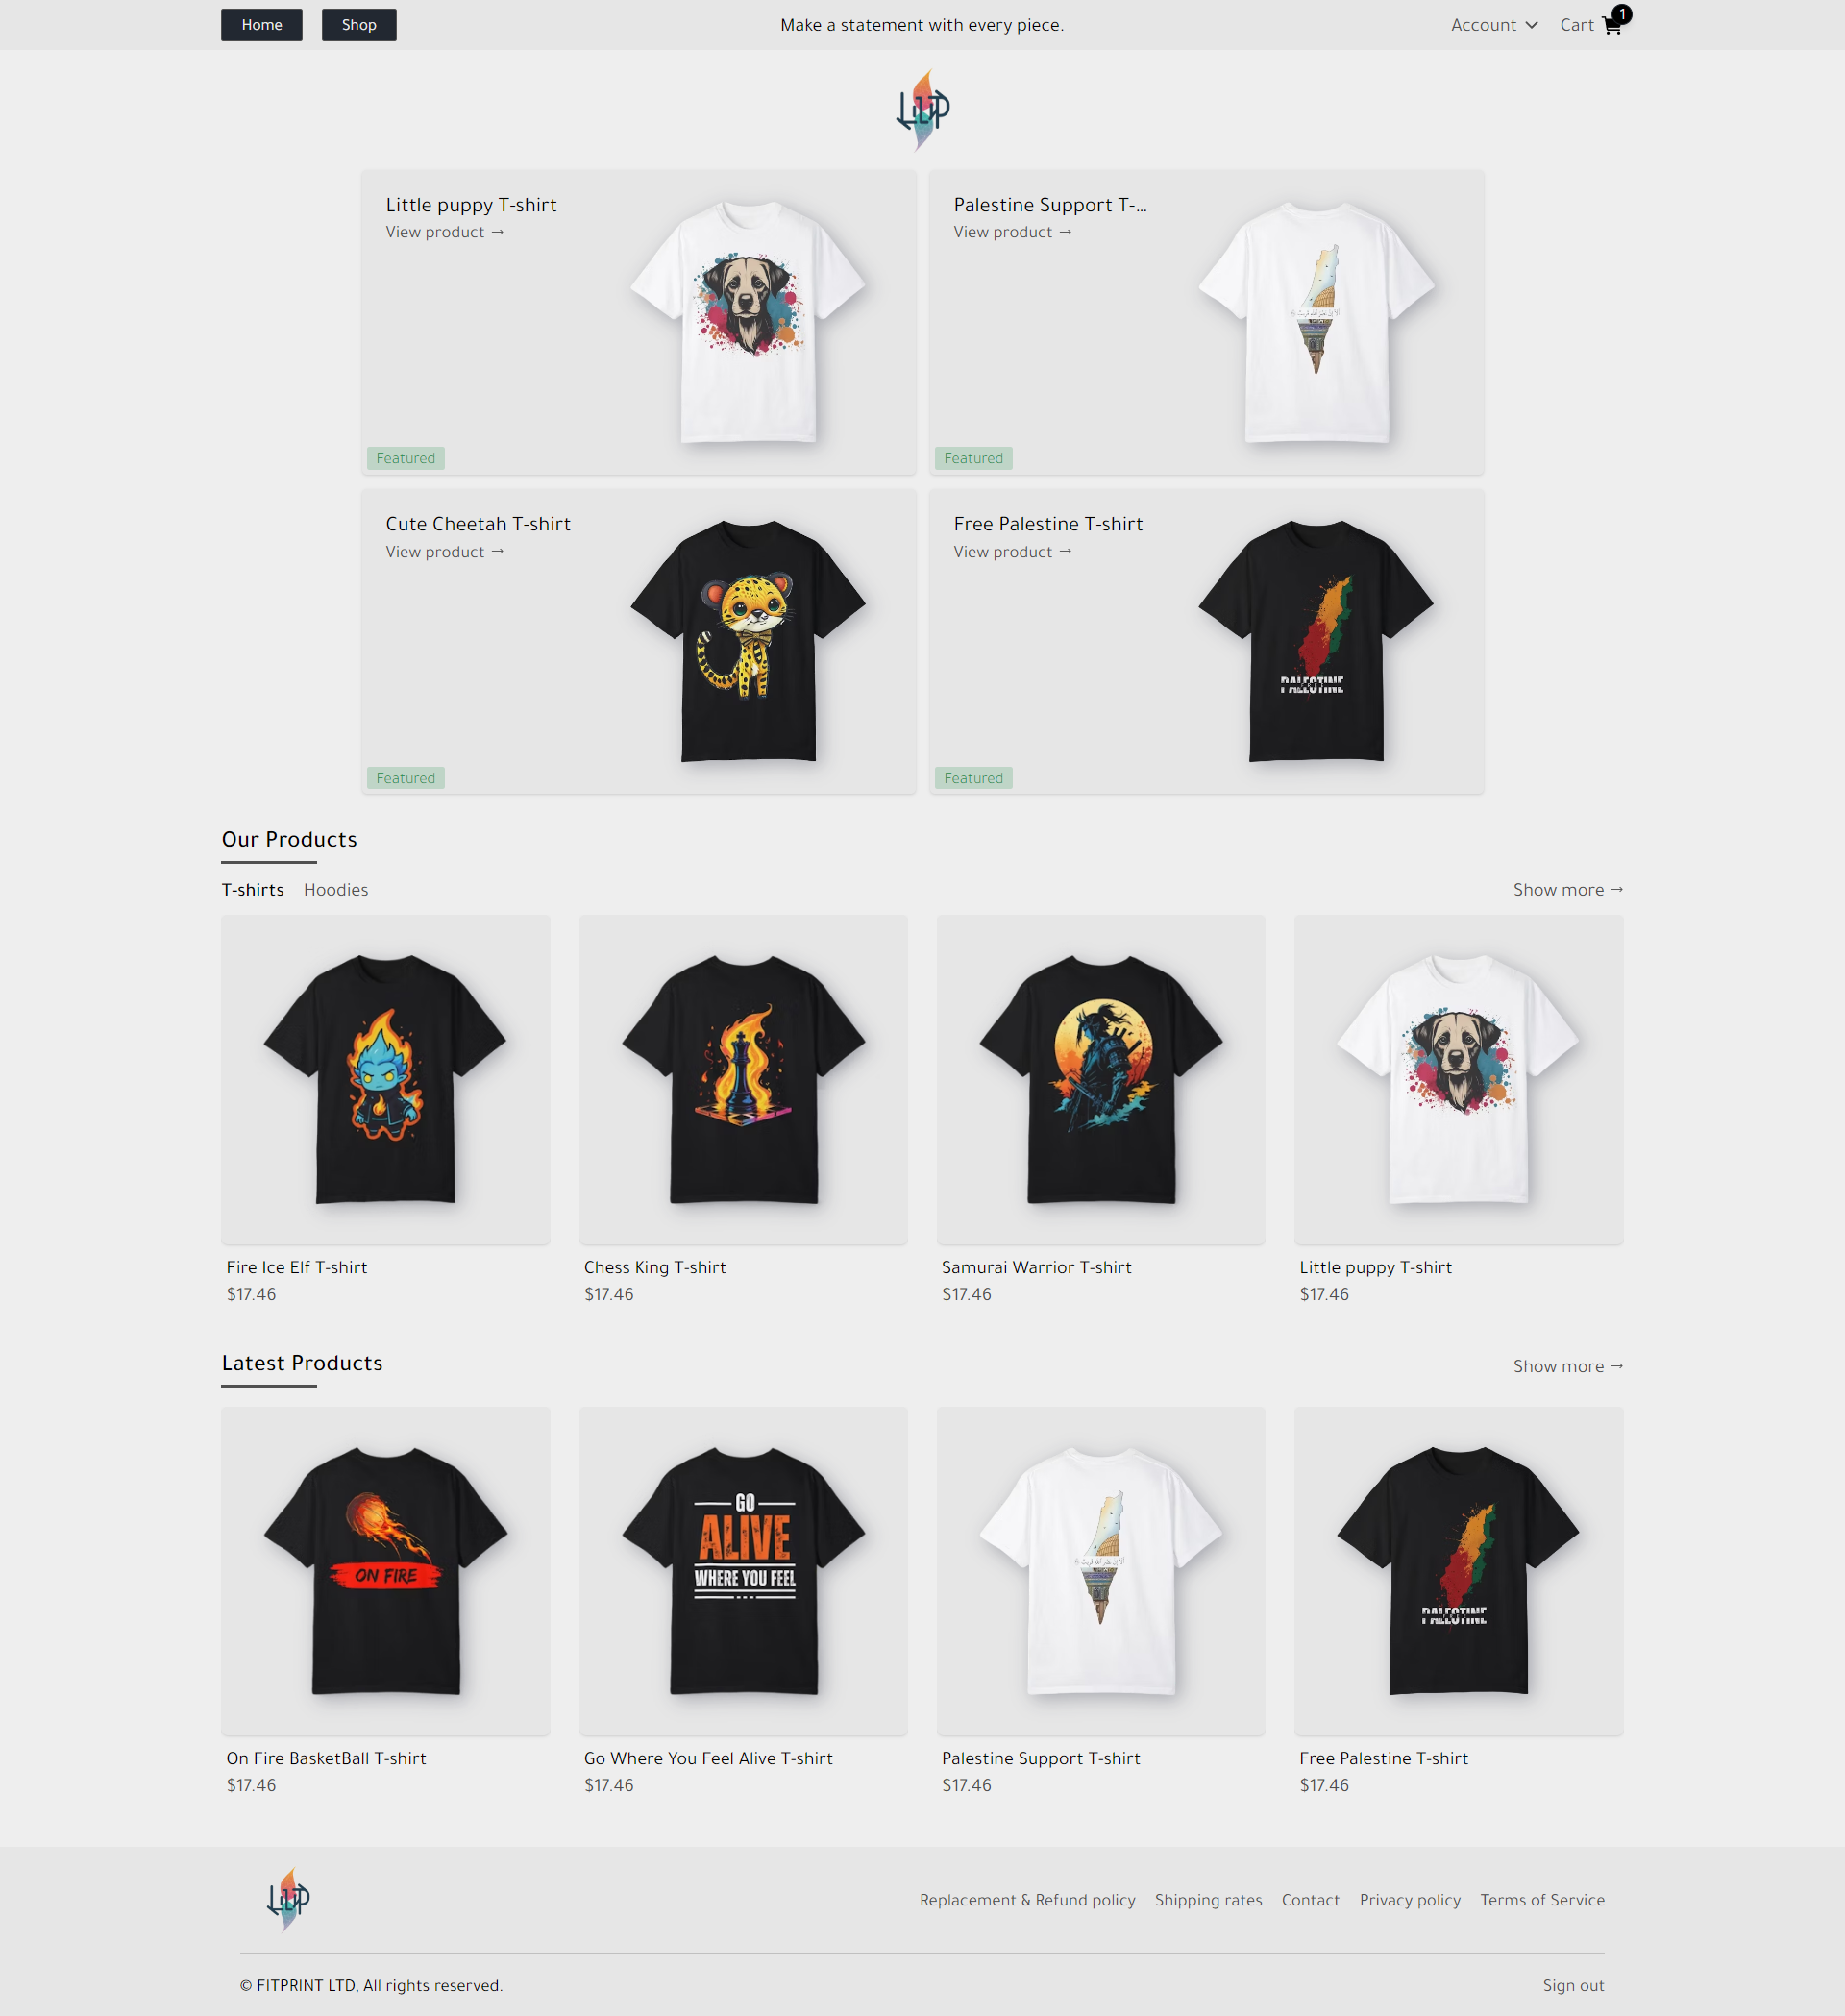 Home
Shop
Make a statement with every piece.
Account
Cart
1
Little puppy T-shirt
View product →
Featured
Palestine Support T-...
View product →
Featured
Cute Cheetah T-shirt
View product →
Featured
Free Palestine T-shirt
View product →
PALESTINE
Featured
Our Products
T-shirts
Hoodies
Show more →
Fire Ice Elf T-shirt
$17.46
Chess King T-shirt
$17.46
Samurai Warrior T-shirt
$17.46
Little puppy T-shirt
$17.46
Latest Products
Show more →
ON FIRE
On Fire BasketBall T-shirt
$17.46
GO
ALIVE
WHERE YOU FEEL
Go Where You Feel Alive T-shirt
$17.46
Palestine Support T-shirt
$17.46
PALESTINE
Free Palestine T-shirt
$17.46
Replacement & Refund policy
Shipping rates
Contact
Privacy policy
Terms of Service
© FITPRINT LTD, All rights reserved.
Sign out